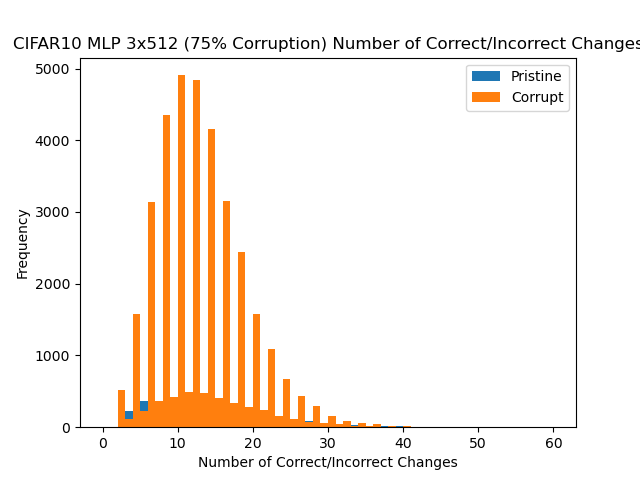 CIFAR10 MLP 3x512 (75% Corruption) Number of Correct/Incorrect Changes
Pristine
Corrupt
5000
4000
3000
2000
1000
0
Frequency
0 10 20 30 40 50 60
Number of Correct/Incorrect Changes